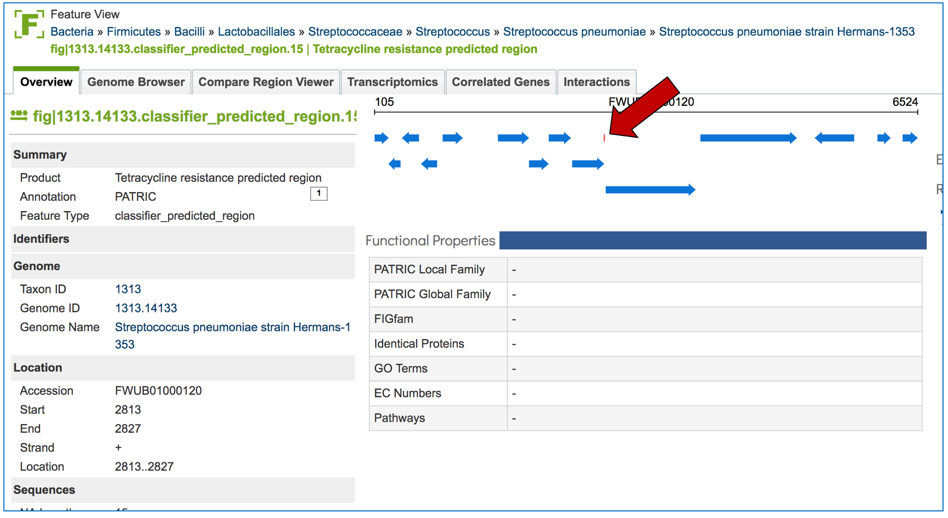 F
Feature View
Bacteria » Firmicutes » Bacilli » Lactobacillales » Streptococcaceae » Streptococcus » Streptococcus pneumoniae » Streptococcus pneumoniae strain Hermans-1353
fig|1313.14133.classifier_predicted_region.15 | Tetracycline resistance predicted region
Overview Genome Browser Compare Region Viewer Transcriptomics Correlated Genes Interactions
105 FWUB 00120 6524
fig|1313.14133.classifier_predicted_region.15
Summary
Product Tetracycline resistance predicted region
Annotation PATRIC 1
Feature Type classifier_predicted_region
Identifiers
Genome
Taxon ID 1313
Genome ID 1313.14133
Genome Name Streptococcus pneumoniae strain Hermans-1
353
Location
Accession FWUB01000120
Start 2813
End 2827
Strand +
Location 2813..2827
Sequences
Functional Properties
PATRIC Local Family -
PATRIC Global Family -
FIGfam -
Identical Proteins -
GO Terms -
EC Numbers -
Pathways -